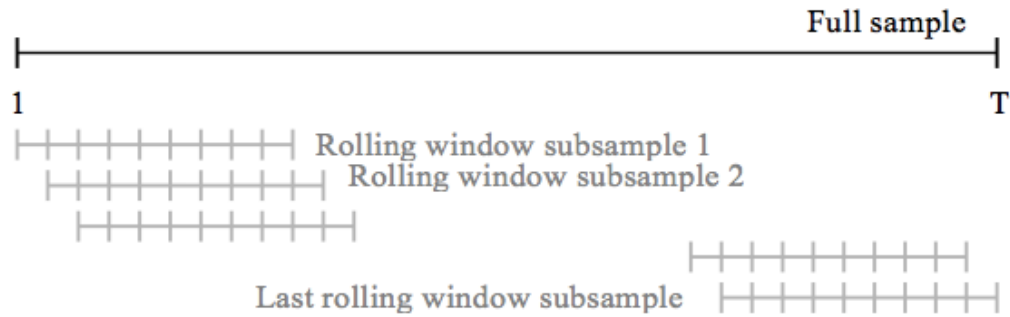 Full sample
1
T
Rolling window subsample 1
Rolling window subsample 2
Last rolling window subsample